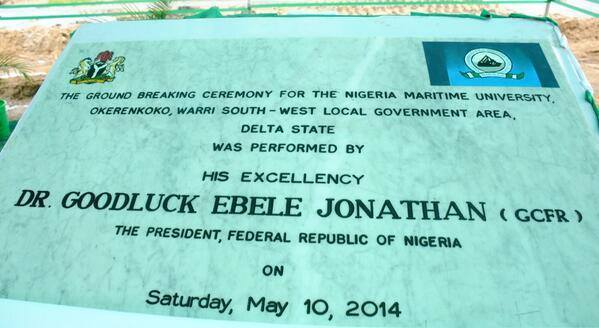 THE GROUND BREAKING CEREMONY FOR THE NIGERIA MARITIME UNIVERSITY,
OKERENKOKO, WARRI SOUTH-WEST LOCAL GOVERNMENT AREA,
DELTA STATE
WAS PERFORMED BY
HIS EXCELLENCY
DR. GOODLUCK EBELE JONATHAN (GCFR)
THE PRESIDENT, FEDERAL REPUBLIC OF NIGERIA
ON
Saturday, May 10, 2014